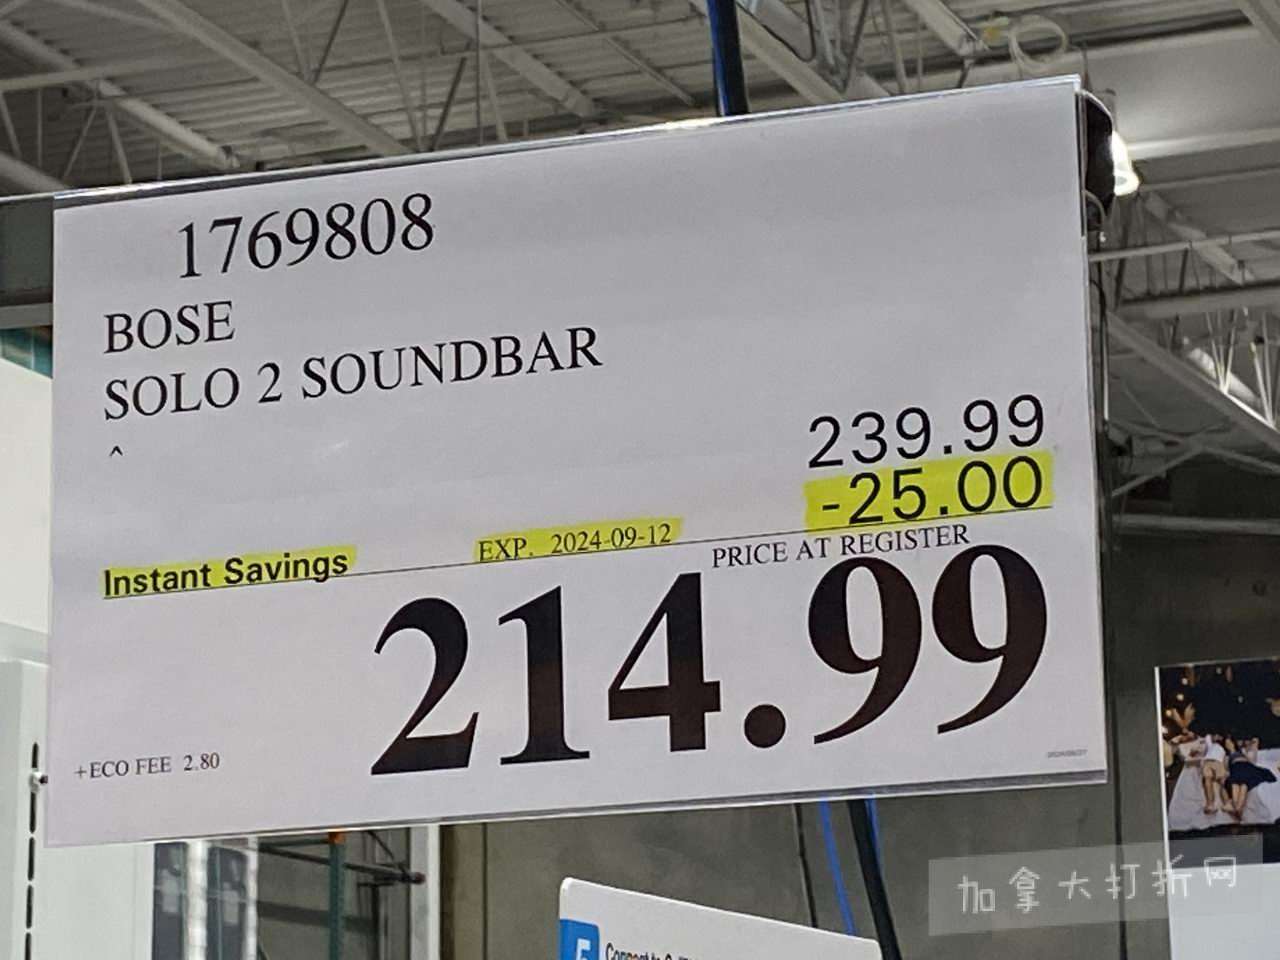 1769808
BOSE
SOLO 2 SOUNDBAR
^
239.99
-25.00
Instant Savings
EXP. 2024-09-12
PRICE AT REGISTER
214.99
+ECO FEE 2.80
加拿大打折网
5